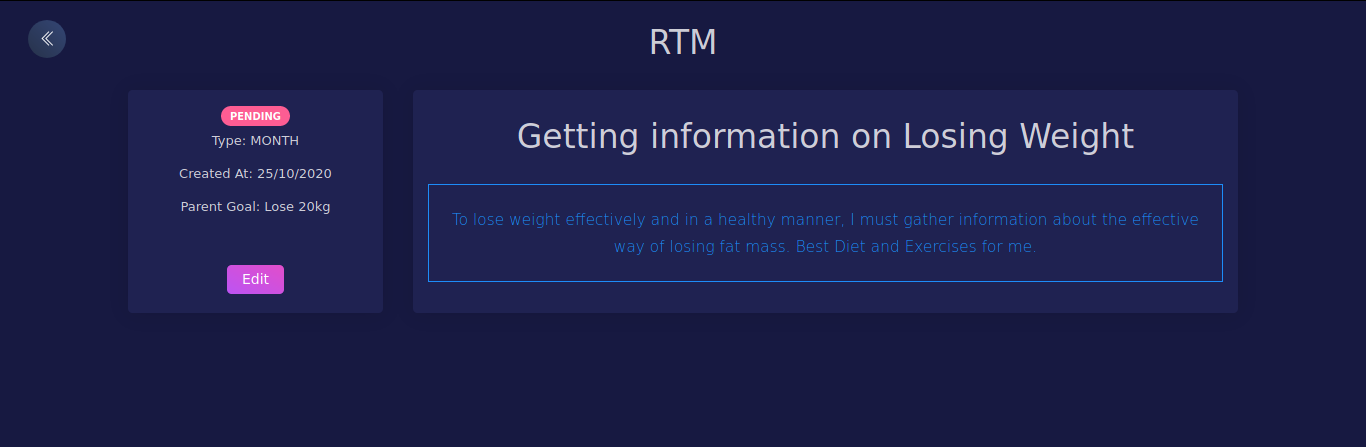 RTM
PENDING
Type: MONTH
Created At: 25/10/2020
Parent Goal: Lose 20kg
Edit
Getting information on Losing Weight
To lose weight effectively and in a healthy manner, I must gather information about the effective
way of losing fat mass. Best Diet and Exercises for me.